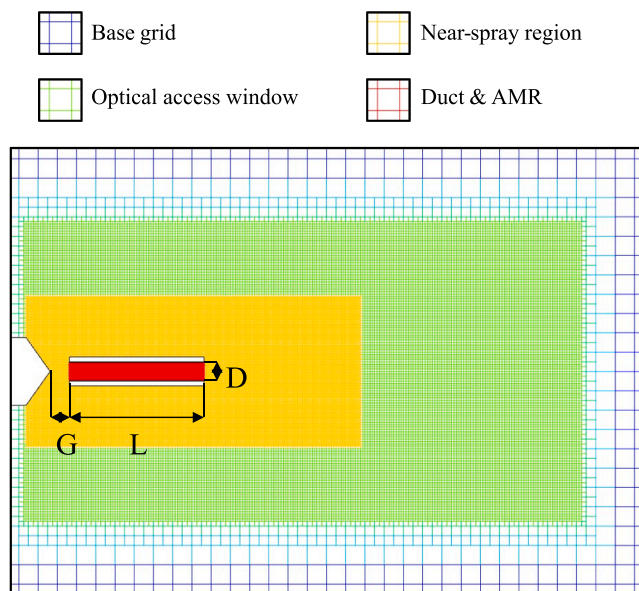 Base grid
Near-spray region
Optical access window
Duct & AMR
D
G
L